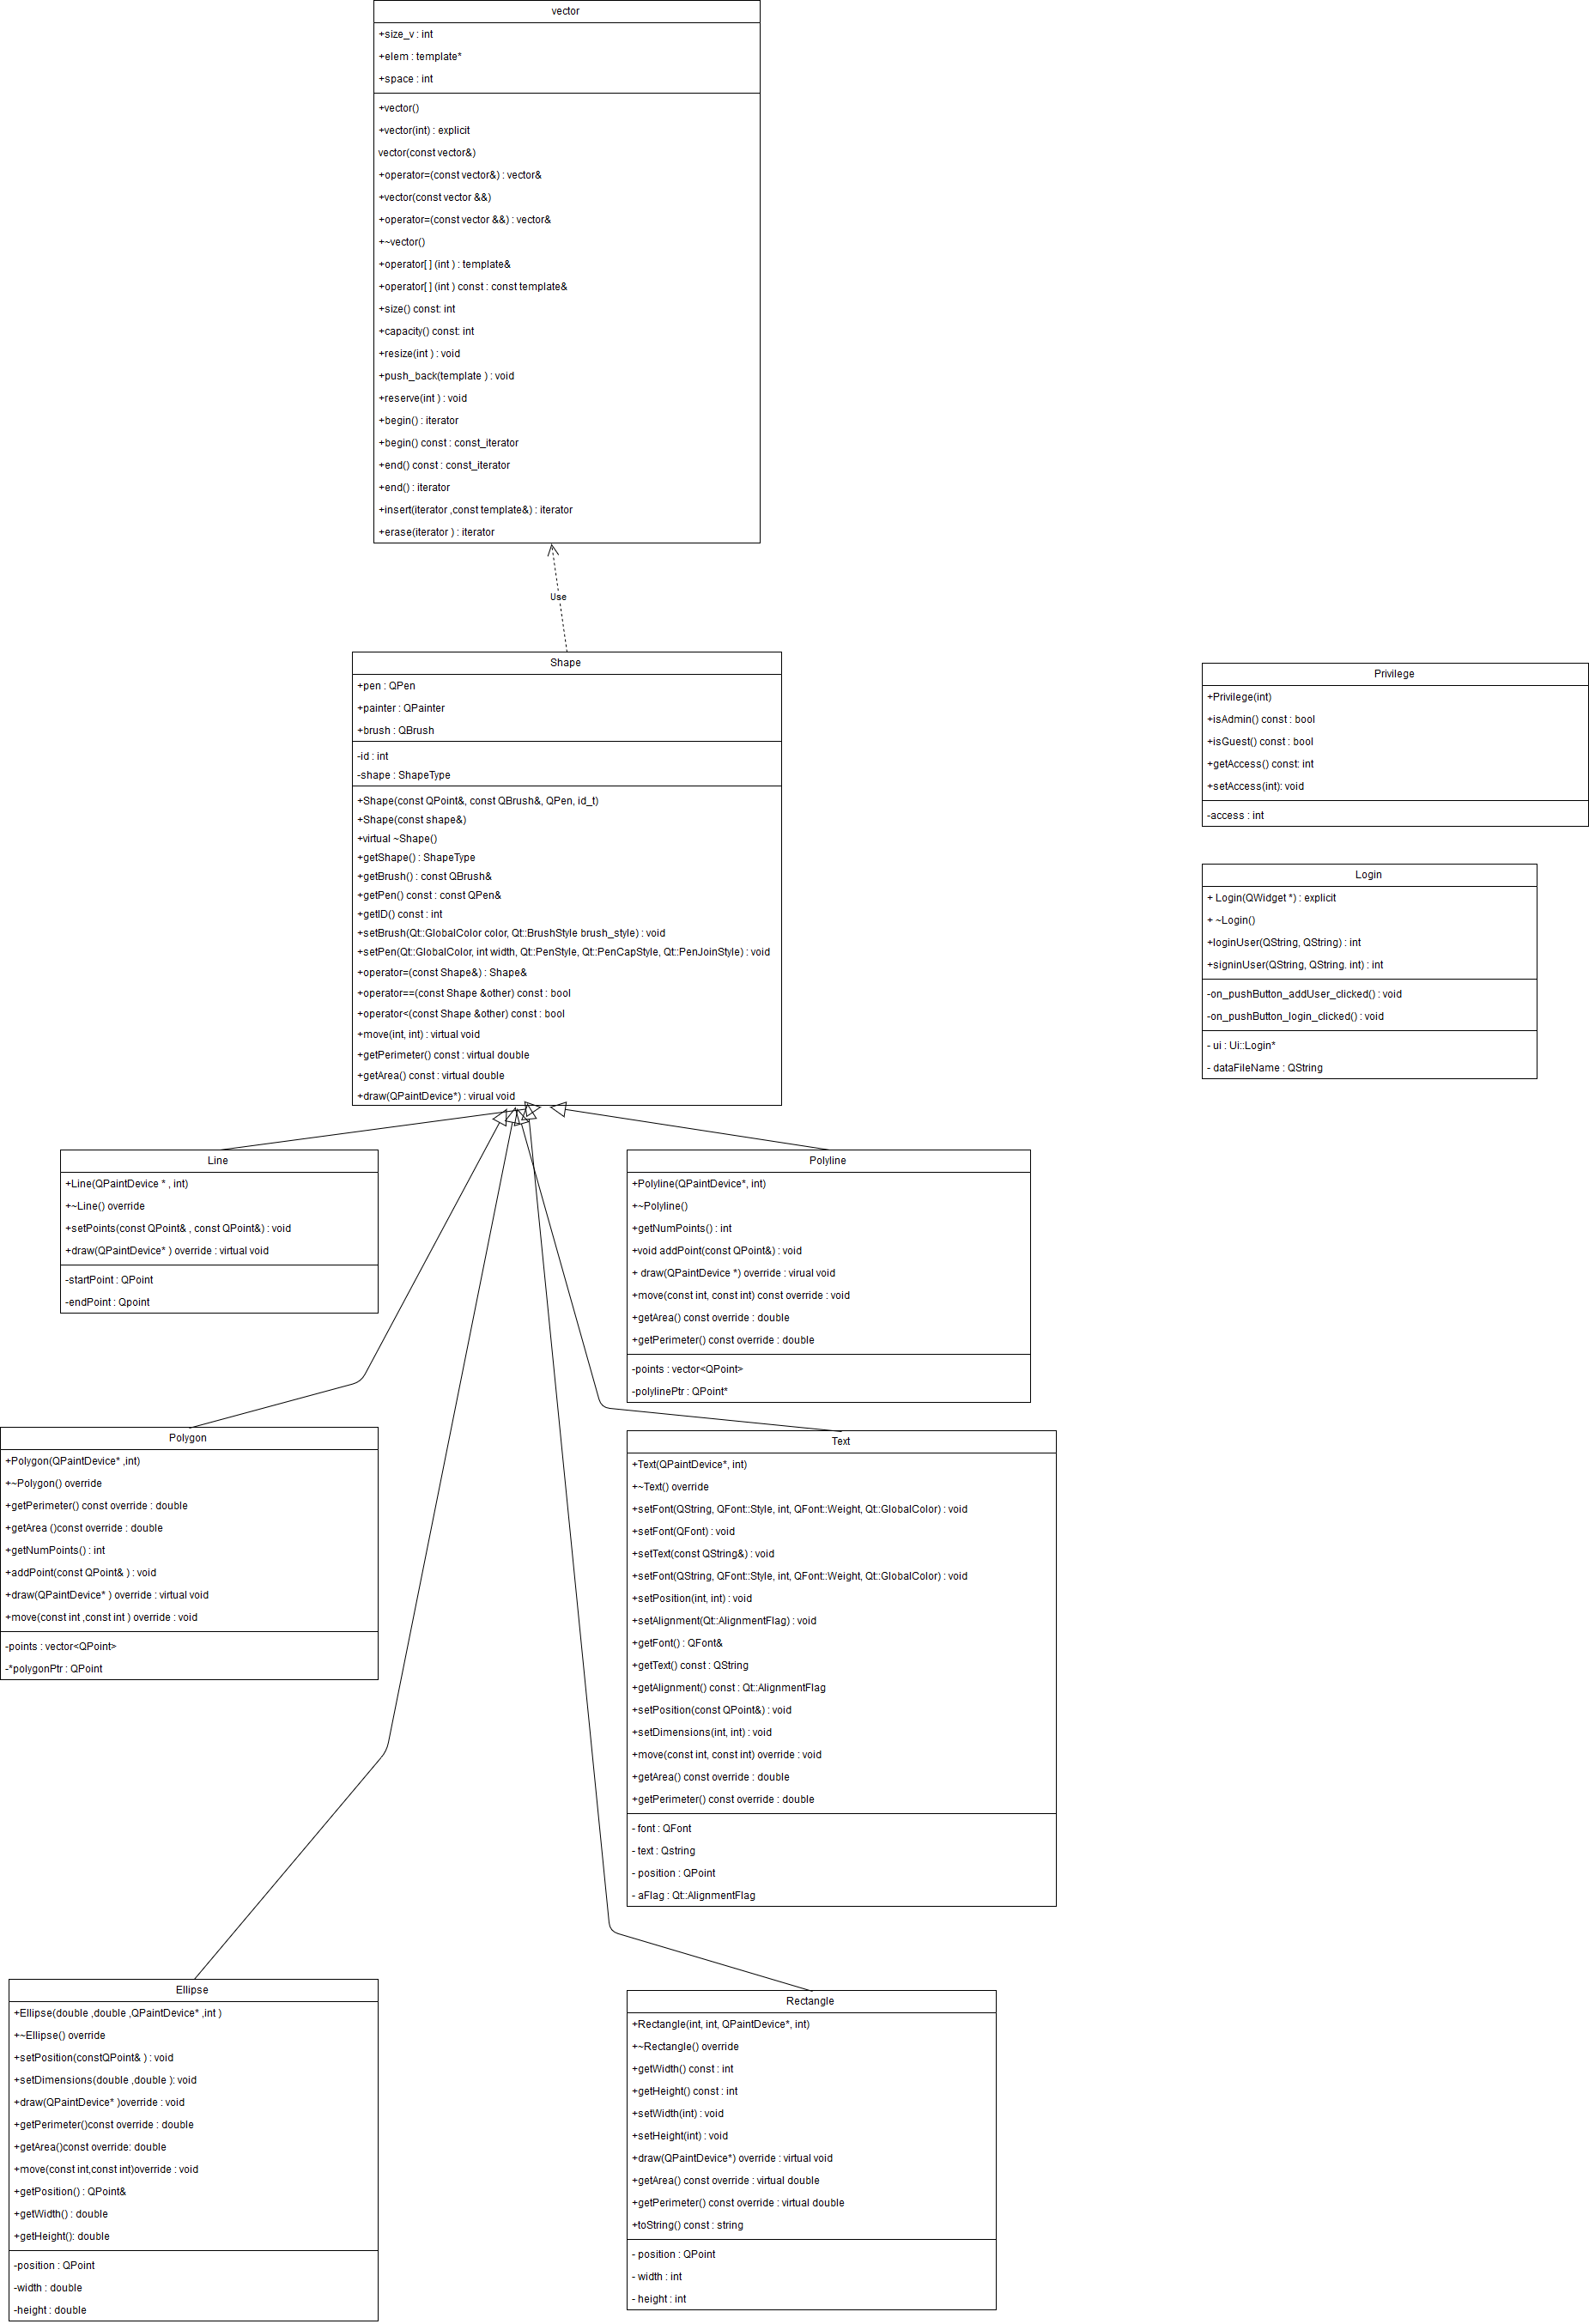 vector
+size_v : int
+elem : template*
+space : int
+vector()
+vector(int) : explicit
vector(const vector&)
+operator=(const vector&) : vector&
+vector(const vector &&)
+operator=(const vector &&) : vector&
+~vector()
+operator[ ] (int ) : template&
+operator[ ] (int ) const : const template&
+size() const: int
+capacity() const: int
+resize(int ) : void
+push_back(template ) : void
+reserve(int ) : void
+begin() : iterator
+begin() const : const_iterator
+end() const : const_iterator
+end() : iterator
+insert(iterator ,const template&) : iterator
+erase(iterator ) : iterator
Use
Shape
+pen : QPen
+painter : QPainter
+brush : QBrush
-id : int
-shape : ShapeType
+Shape(const QPoint&, const QBrush&, QPen, id_t)
+Shape(const shape&)
+virtual ~Shape()
+getShape() : ShapeType
+getBrush() : const QBrush&
+getPen() const : const QPen&
+getID() const : int
+setBrush(Qt::GlobalColor color, Qt::BrushStyle brush_style) : void
+setPen(Qt::GlobalColor, int width, Qt::PenStyle, Qt::PenCapStyle, Qt::PenJoinStyle) : void
+operator=(const Shape&) : Shape&
+operator==(const Shape &other) const : bool
+operator<(const Shape &other) const : bool
+move(int, int) : virtual void
+getPerimeter() const : virtual double
+getArea() const : virtual double
+draw(QPaintDevice*) : virual void
Privilege
+Privilege(int)
+isAdmin() const : bool
+isGuest() const : bool
+getAccess() const: int
+setAccess(int): void
-access : int
Login
+ Login(QWidget *) : explicit
+ ~Login()
+loginUser(QString, QString) : int
+signinUser(QString, QString. int) : int
-on_pushButton_addUser_clicked() : void
-on_pushButton_login_clicked() : void
- ui : Ui::Login*
- dataFileName : QString
Line
+Line(QPaintDevice * , int)
+~Line() override
+setPoints(const QPoint& , const QPoint&) : void
+draw(QPaintDevice* ) override : virtual void
-startPoint : QPoint
-endPoint : Qpoint
Polyline
+Polyline(QPaintDevice*, int)
+~Polyline()
+getNumPoints() : int
+void addPoint(const QPoint&) : void
+ draw(QPaintDevice *) override : virual void
+move(const int, const int) const override : void
+getArea() const override : double
+getPerimeter() const override : double
-points : vector<QPoint>
-polylinePtr : QPoint*
Polygon
+Polygon(QPaintDevice* ,int)
+~Polygon() override
+getPerimeter() const override : double
+getArea ()const override : double
+getNumPoints() : int
+addPoint(const QPoint& ) : void
+draw(QPaintDevice* ) override : virtual void
+move(const int ,const int ) override : void
-points : vector<QPoint>
-*polygonPtr : QPoint
Text
+Text(QPaintDevice*, int)
+~Text() override
+setFont(QString, QFont::Style, int, QFont::Weight, Qt::GlobalColor) : void
+setFont(QFont) : void
+setText(const QString&) : void
+setFont(QString, QFont::Style, int, QFont::Weight, Qt::GlobalColor) : void
+setPosition(int, int) : void
+setAlignment(Qt::AlignmentFlag) : void
+getFont() : QFont&
+getText() const : QString
+getAlignment() const : Qt::AlignmentFlag
+setPosition(const QPoint&) : void
+setDimensions(int, int) : void
+move(const int, const int) override : void
+getArea() const override : double
+getPerimeter() const override : double
- font : QFont
- text : Qstring
- position : QPoint
- aFlag : Qt::AlignmentFlag
Ellipse
+Ellipse(double ,double ,QPaintDevice* ,int )
+~Ellipse() override
+setPosition(constQPoint& ) : void
+setDimensions(double ,double ): void
+draw(QPaintDevice* )override : void
+getPerimeter()const override : double
+getArea()const override: double
+move(const int,const int)override : void
+getPosition() : QPoint&
+getWidth() : double
+getHeight(): double
-position : QPoint
-width : double
-height : double
Rectangle
+Rectangle(int, int, QPaintDevice*, int)
+~Rectangle() override
+getWidth() const : int
+getHeight() const : int
+setWidth(int) : void
+setHeight(int) : void
+draw(QPaintDevice*) override : virtual void
+getArea() const override : virtual double
+getPerimeter() const override : virtual double
+toString() const : string
- position : QPoint
- width : int
- height : int